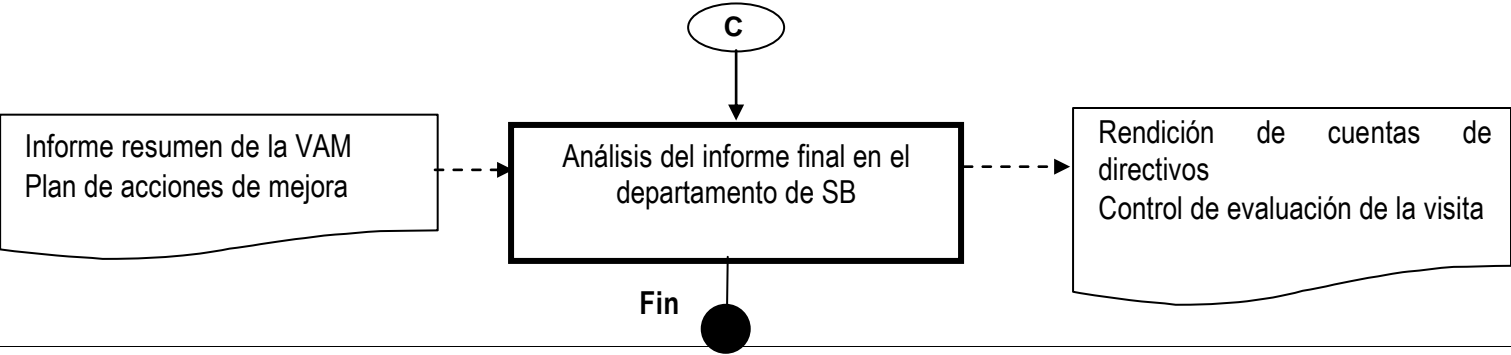 C
Informe resumen de la VAM
Plan de acciones de mejora
Análisis del informe final en el
departamento de SB
Rendición de cuentas de
directivos
Control de evaluación de la visita
Fin